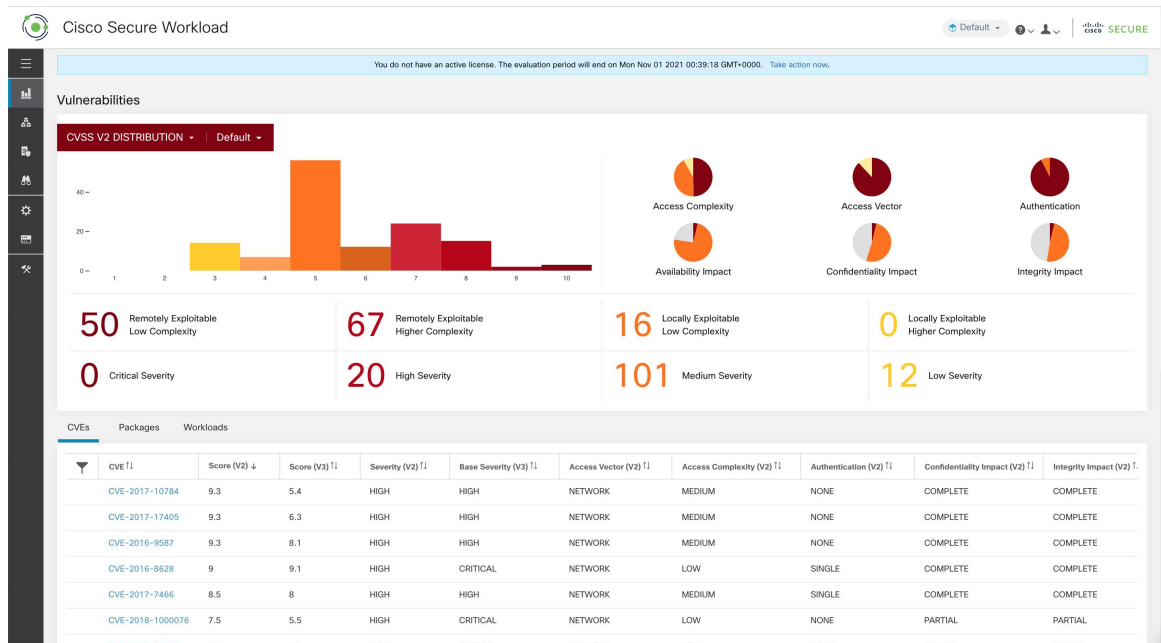 Cisco Secure Workload
Default
cisco SECURE
You do not have an active license. The evaluation period will end on Mon Nov 01 2021 00:39:18 GMT+0000. Take action now.
Vulnerabilities
CVSS V2 DISTRIBUTION Default
40
20
0
1 2 3 4 5 6 7 8 9 10
Access Complexity Access Vector Authentication
Availability Impact Confidentiality Impact Integrity Impact
50 Remotely Exploitable Low Complexity
67 Remotely Exploitable Higher Complexity
16 Locally Exploitable Low Complexity
0 Locally Exploitable Higher Complexity
0 Critical Severity
20 High Severity
101 Medium Severity
12 Low Severity
CVEs Packages Workloads
CVE Score (V2) Score (V3) Severity (V2) Base Severity (V3) Access Vector (V2) Access Complexity (V2) Authentication (V2) Confidentiality Impact (V2) Integrity Impact (V2)
CVE-2017-10784 9.3 5.4 HIGH HIGH NETWORK MEDIUM NONE COMPLETE COMPLETE
CVE-2017-17405 9.3 6.3 HIGH HIGH NETWORK MEDIUM NONE COMPLETE COMPLETE
CVE-2016-9587 9.3 8.1 HIGH HIGH NETWORK MEDIUM NONE COMPLETE COMPLETE
CVE-2016-8628 9 9.1 HIGH CRITICAL NETWORK LOW SINGLE COMPLETE COMPLETE
CVE-2017-7466 8.5 8 HIGH HIGH NETWORK MEDIUM SINGLE COMPLETE COMPLETE
CVE-2018-1000076 7.5 5.5 HIGH CRITICAL NETWORK LOW NONE PARTIAL PARTIAL